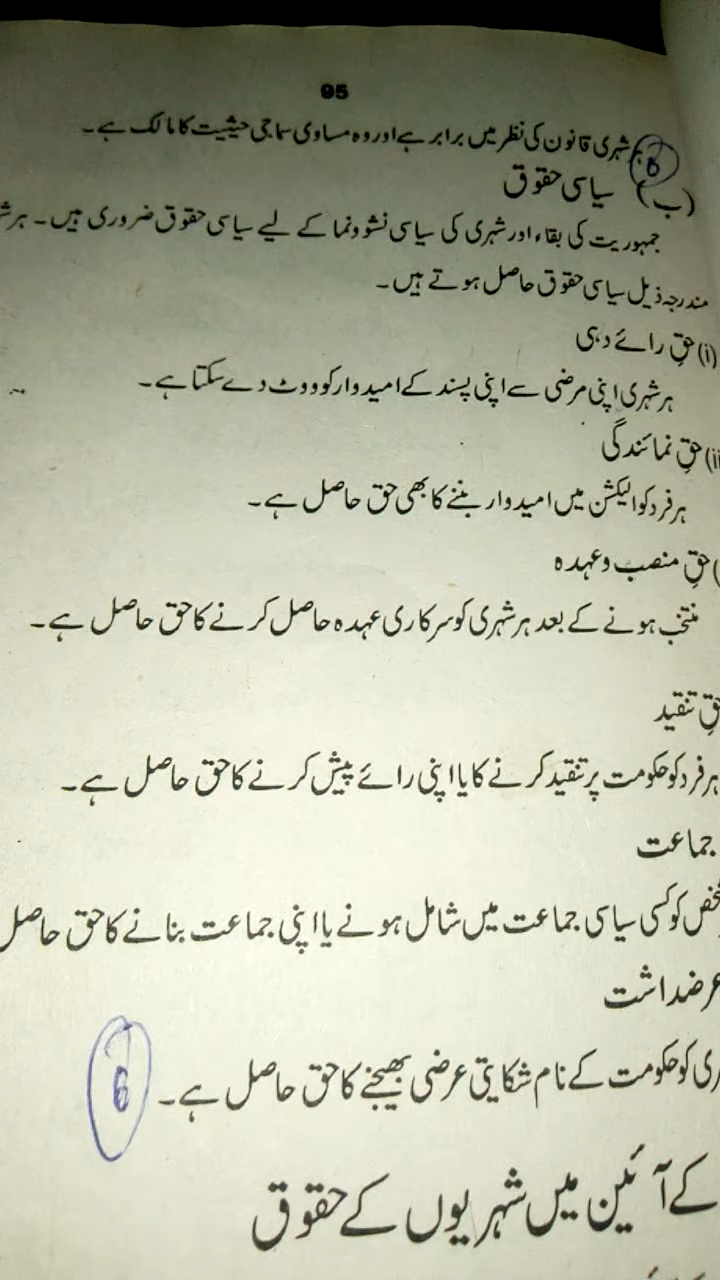 95
6
شہری قانون کی نظر میں برابر ہے اور وہ مساوی سماجی حیثیت کا مالک ہے۔
(ب) سیاسی حقوق
جمہوریت کی بقاء اور شہری کی سیاسی نشوونما کے لیے سیاسی حقوق ضروری ہیں۔
مندرجہ ذیل سیاسی حقوق حاصل ہوتے ہیں۔
(i) حقِ رائے دہی
ہر شہری اپنی مرضی سے اپنی پسند کے امیدوار کو ووٹ دے سکتا ہے۔
حقِ نمائندگی
ہر فرد کو الیکشن میں امیدوار بننے کا بھی حق حاصل ہے۔
حقِ منصب و عہدہ
منتخب ہونے کے بعد ہر شہری کو سرکاری عہدہ حاصل کرنے کا حق حاصل ہے۔
تنقید
ہر فرد کو حکومت پر تنقید کرنے کا یا اپنی رائے پیش کرنے کا حق حاصل ہے۔
جماعت
کو کسی سیاسی جماعت میں شامل ہونے یا اپنی جماعت بنانے کا حق حاصل
عرضداشت
کو حکومت کے نام شکایتی عرضی بھیجنے کا حق حاصل ہے۔
6
کے آئین میں شہریوں کے حقوق